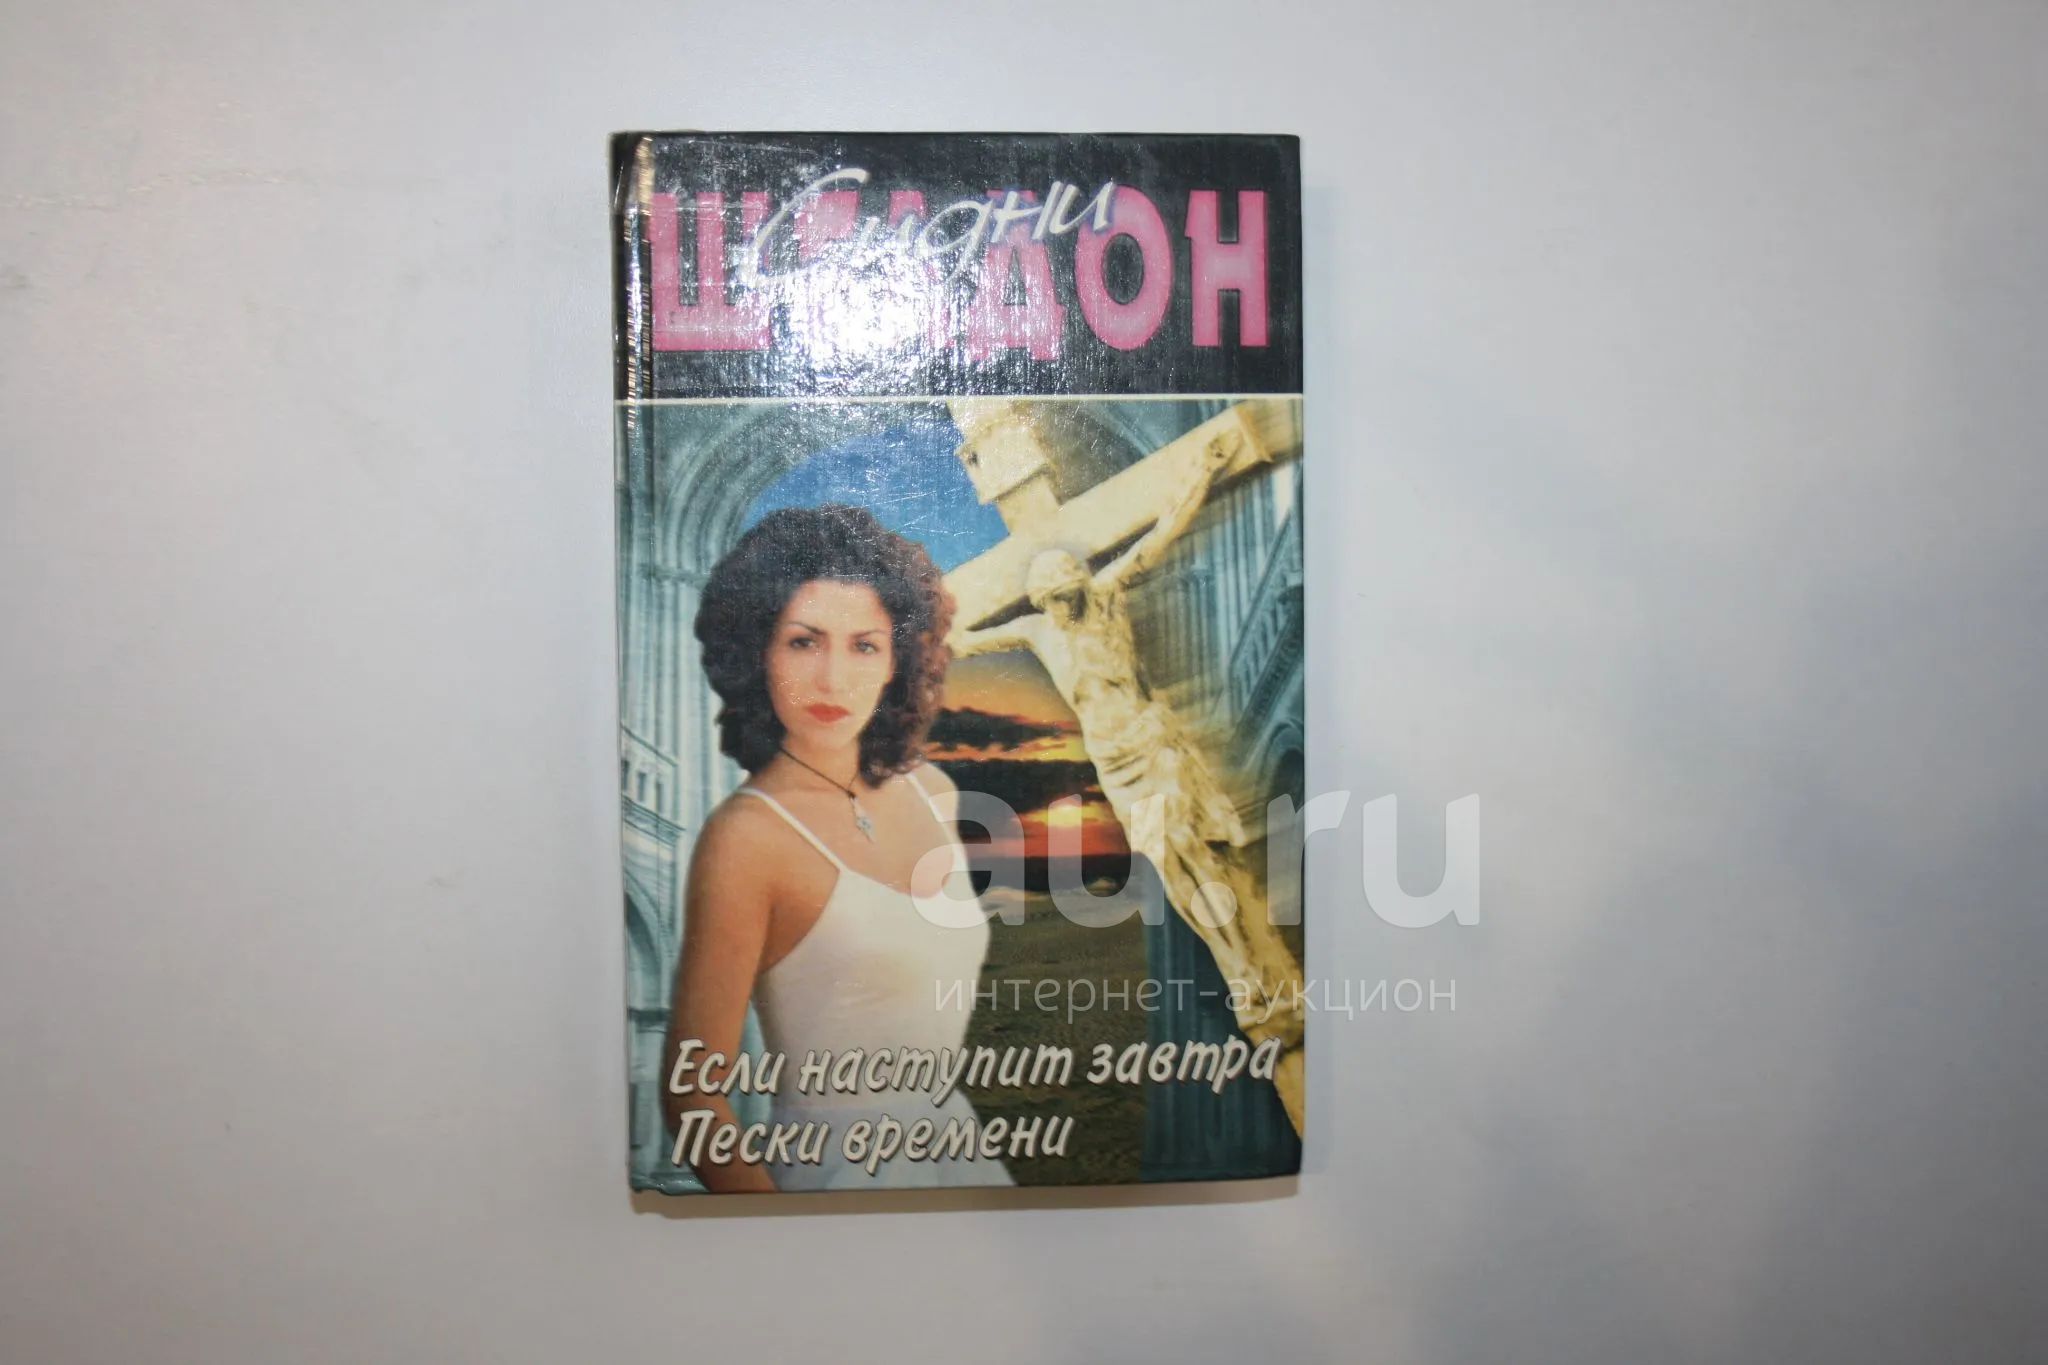 Сидни
ШЕЛДОН
au.ru
интернет-аукцион
Если наступит завтра
Пески времени